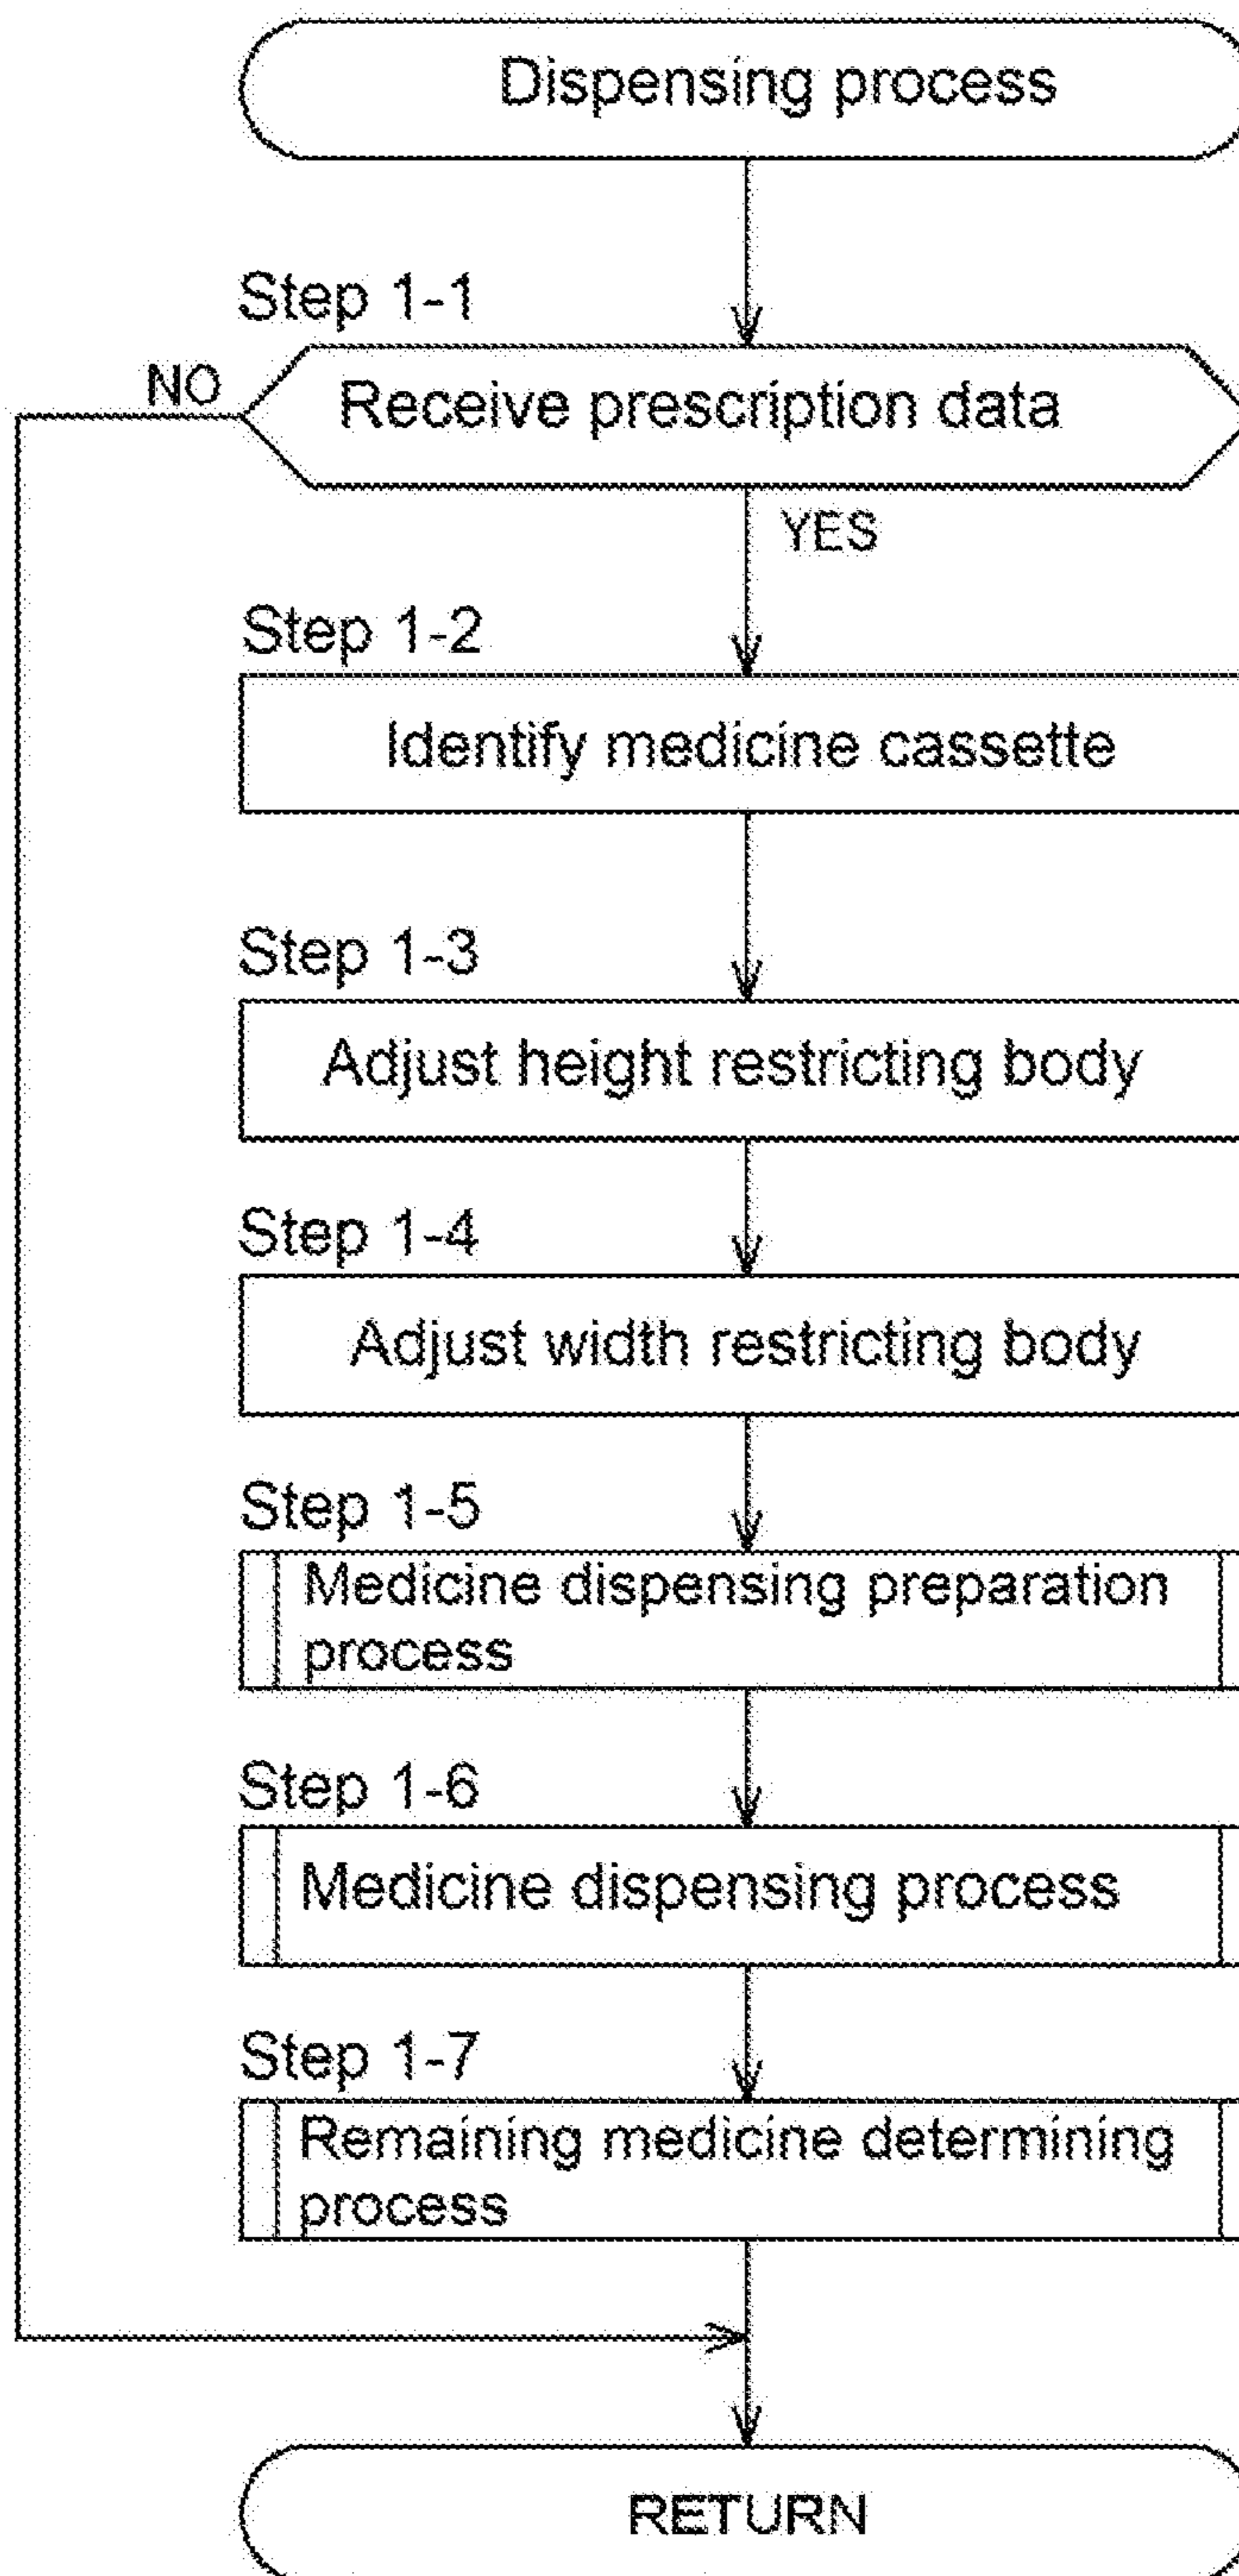 Dispensing process
Step 1-1
NO
Receive prescription data
YES
Step 1-2
Identify medicine cassette
Step 1-3
Adjust height restricting body
Step 1-4
Adjust width restricting body
Step 1-5
Medicine dispensing preparation
process
Step 1-6
Medicine dispensing process
Step 1-7
Remaining medicine determining
process
RETURN